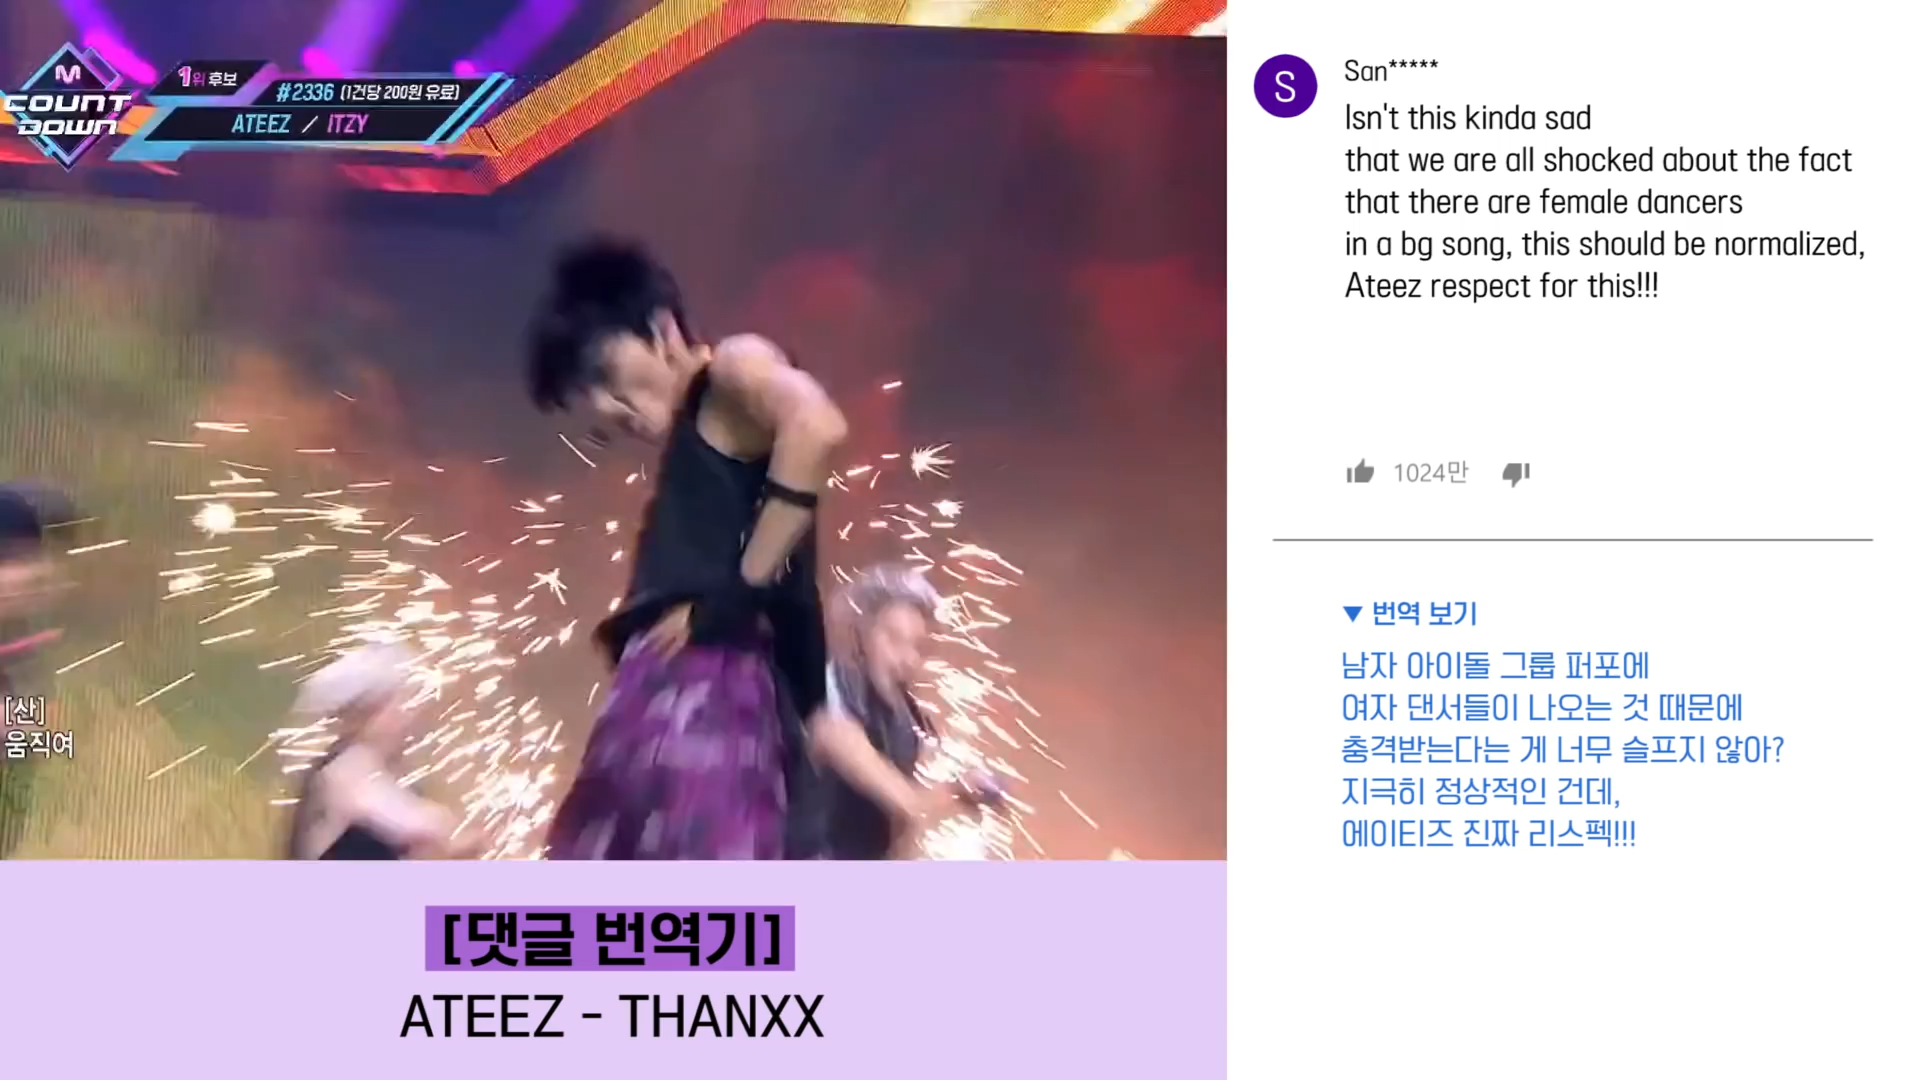 M
COUNT
DOWN
1위 후보
#2336 (1건당 200원 유료)
ATEEZ / ITZY
[산]
움직여
[댓글 번역기]
ATEEZ - THANXX
S
San*****
Isn't this kinda sad
that we are all shocked about the fact
that there are female dancers
in a bg song, this should be normalized,
Ateez respect for this!!!
1024만
▼ 번역 보기
남자 아이돌 그룹 퍼포에
여자 댄서들이 나오는 것 때문에
충격받는다는 게 너무 슬프지 않아?
지극히 정상적인 건데,
에이티즈 진짜 리스펙!!!